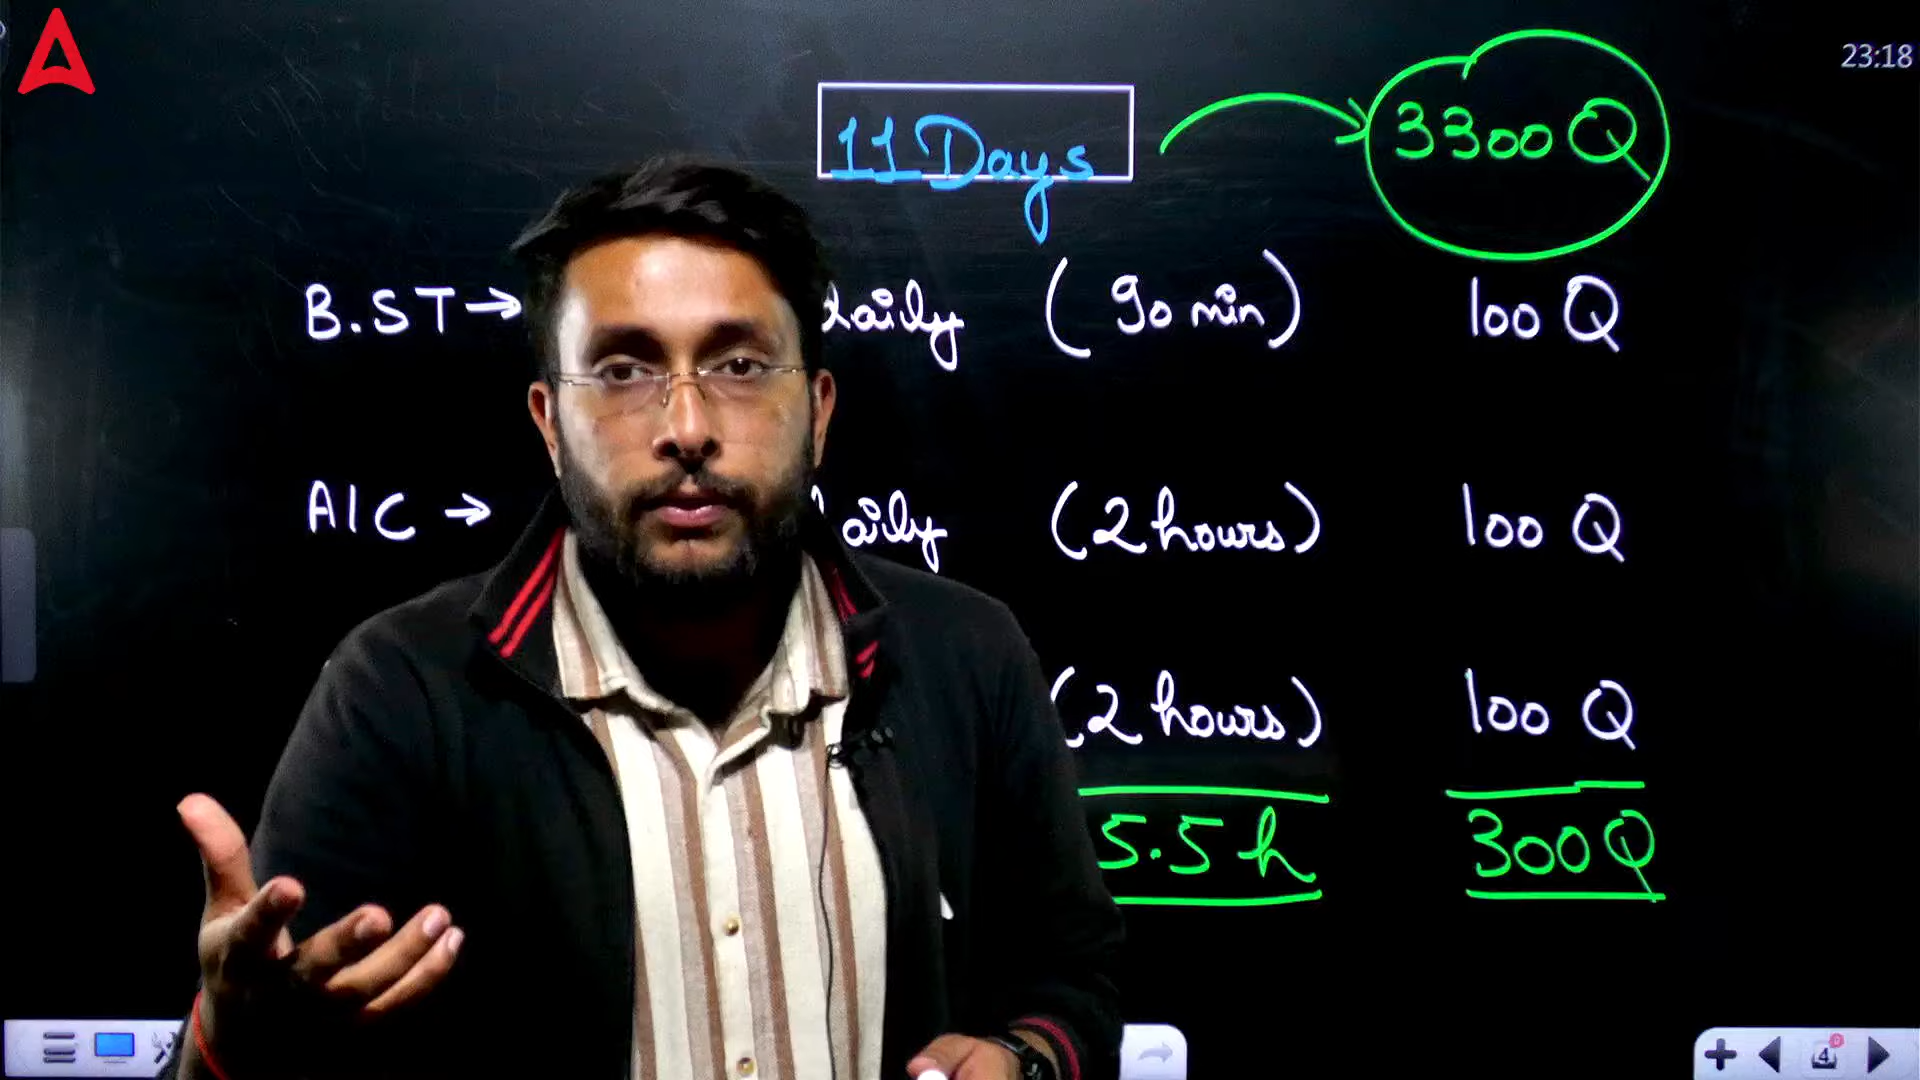 23:18
11 Days → 3300 Q
B.ST → daily (90 min) 100 Q
A/C → daily (2 hours) 100 Q
(2 hours) 100 Q
5.5 h 300 Q
4